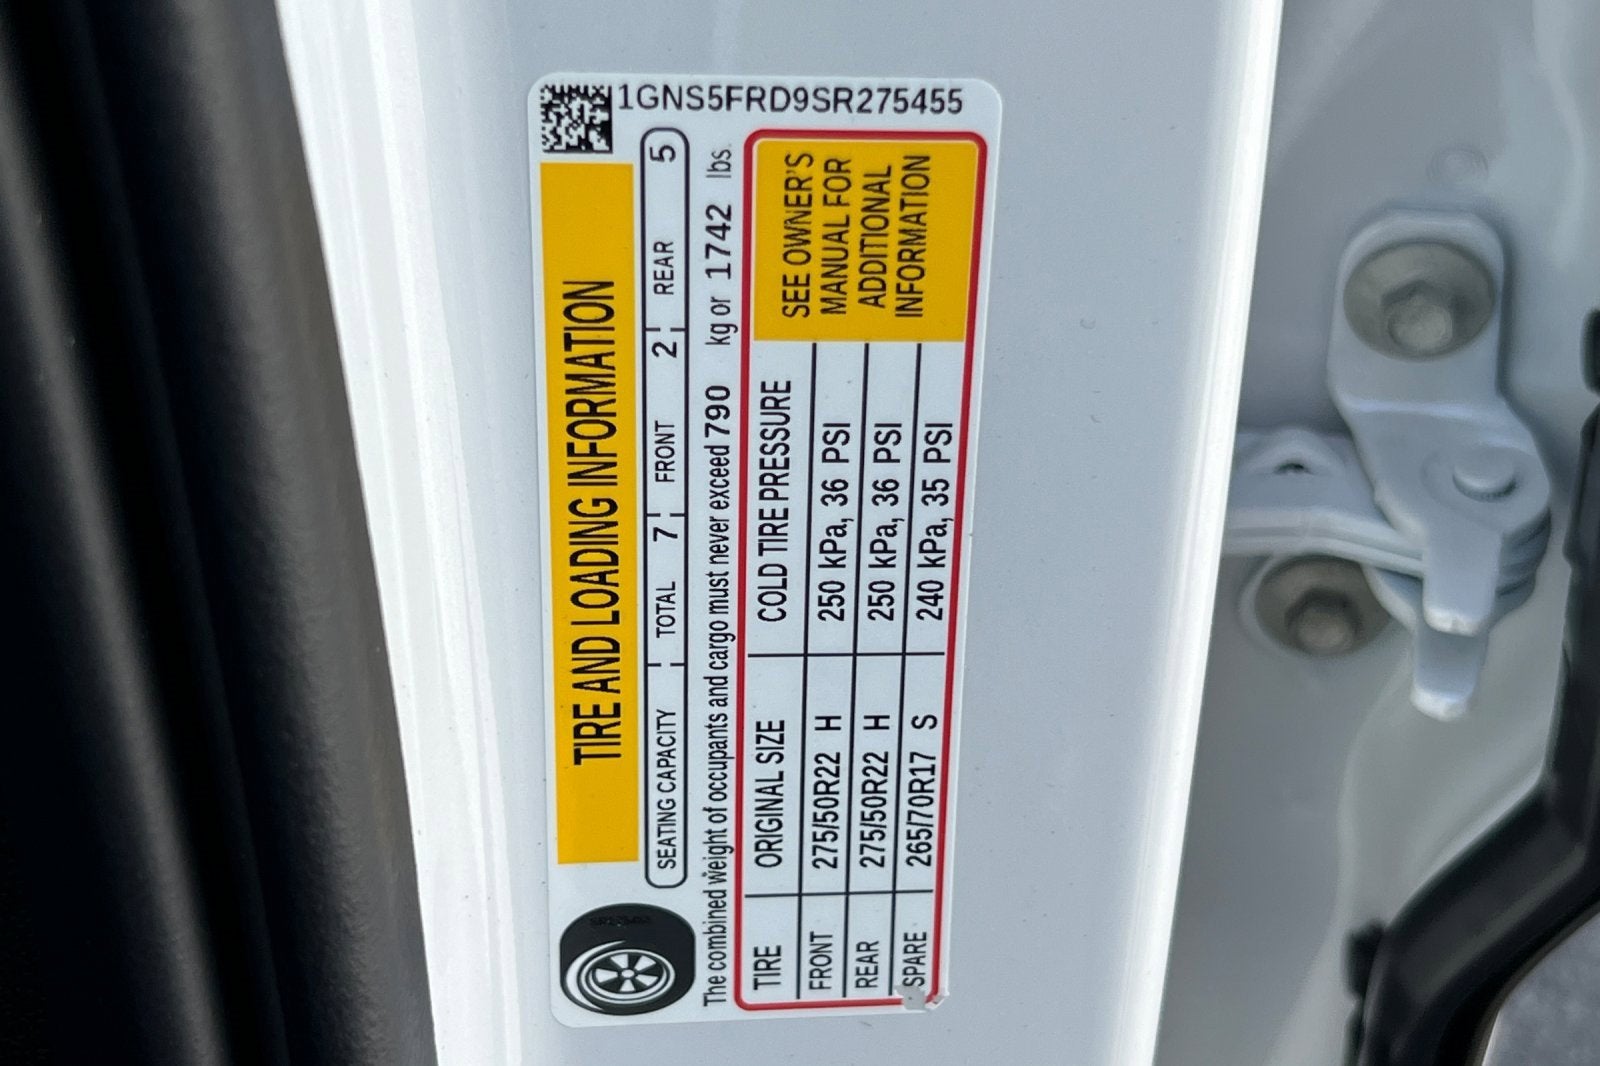 1GNS5FRD9SR275455
TIRE AND LOADING INFORMATION
SEATING CAPACITY TOTAL 7 FRONT 2 REAR 5
The combined weight of occupants and cargo must never exceed 790 kg or 1742 lbs.
TIRE ORIGINAL SIZE COLD TIRE PRESSURE
FRONT 275/50R22 H 250 kPa, 36 PSI
REAR 275/50R22 H 250 kPa, 36 PSI
SPARE 265/70R17 S 240 kPa, 35 PSI
SEE OWNER'S
MANUAL FOR
ADDITIONAL
INFORMATION